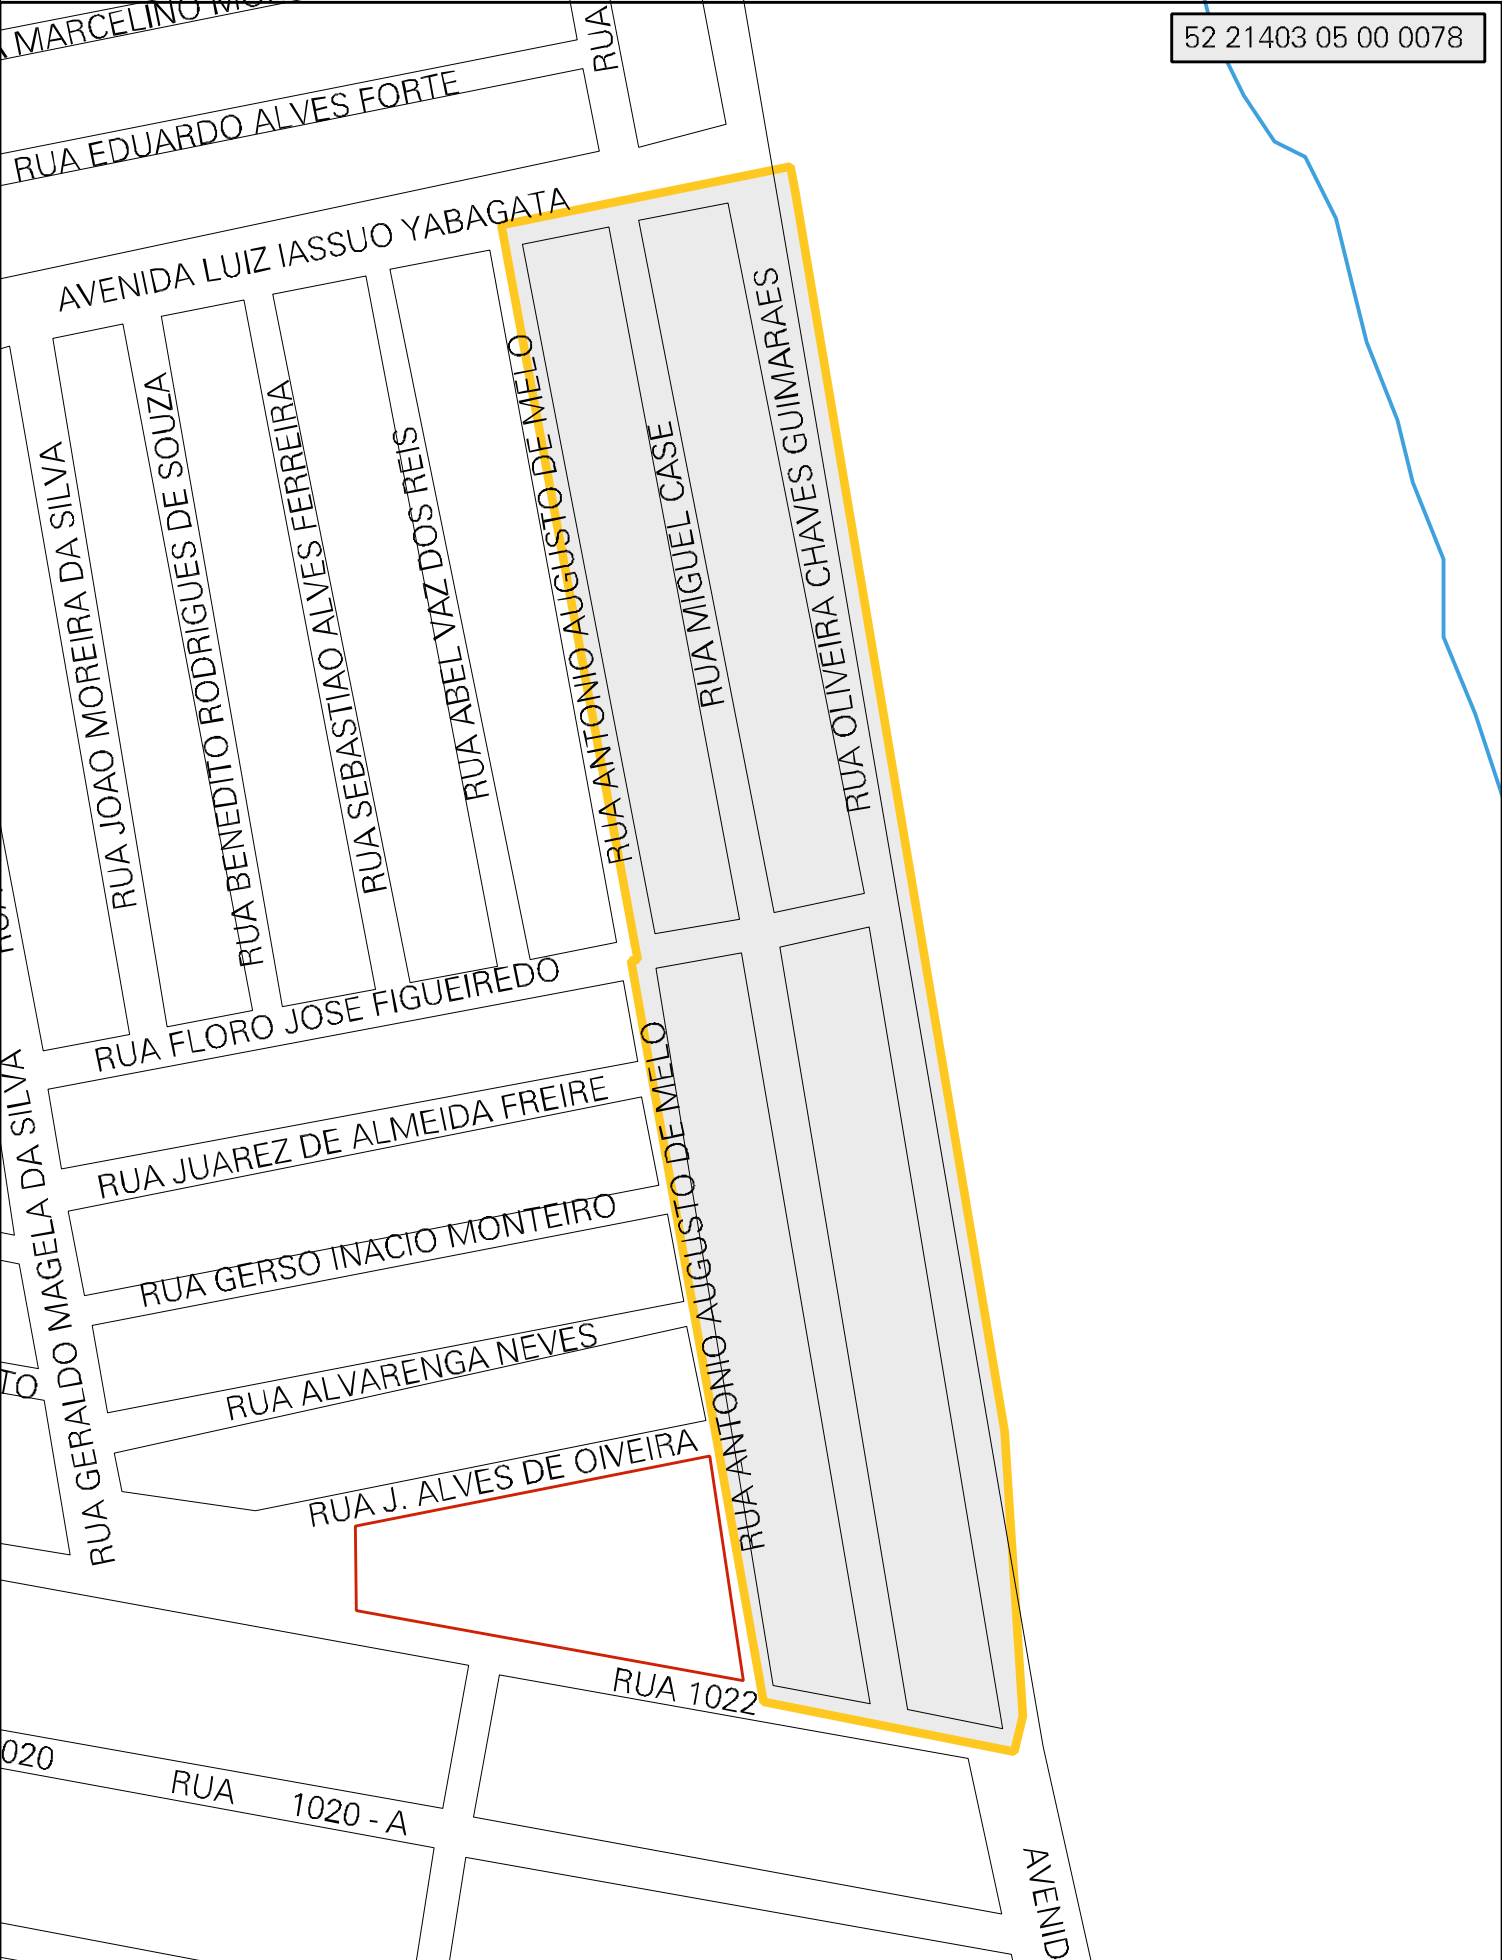 MARCELINO
52 21403 05 00 0078
RUA
RUA EDUARDO ALVES FORTE
AVENIDA LUIZ IASSUO YABAGATA
RUA JOAO MOREIRA DA SILVA
RUA BENEDITO RODRIGUES DE SOUZA
RUA SEBASTIAO ALVES FERREIRA
RUA ABEL VAZ DOS REIS
RUA ANTONIO AUGUSTO DE MELO
RUA MIGUEL CASE
RUA OLIVEIRA CHAVES GUIMARAES
RUA FLORO JOSE FIGUEIREDO
RUA JUAREZ DE ALMEIDA FREIRE
RUA GERSO INACIO MONTEIRO
RUA ALVARENGA NEVES
RUA J. ALVES DE OIVEIRA
RUA GERALDO MAGELA DA SILVA
RUA ANTONIO AUGUSTO DE MELO
TO
RUA 1022
020
RUA 1020 - A
AVENID